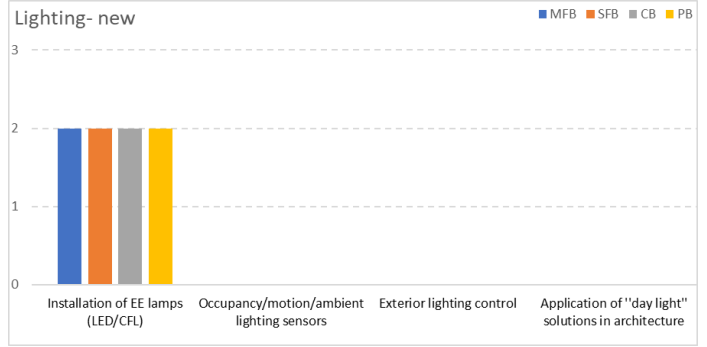 Lighting- new
MFB SFB CB PB
3
2
1
0
Installation of EE lamps
(LED/CFL)
Occupancy/motion/ambient
lighting sensors
Exterior lighting control
Application of ''day light''
solutions in architecture